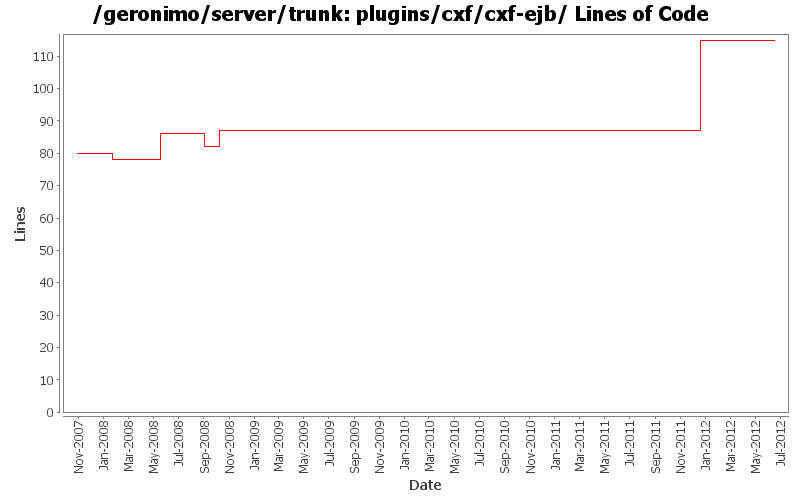 /geronimo/server/trunk: plugins/cxf/cxf-ejb/ Lines of Code
110
100
90
80
70
60
50
40
30
20
10
0
Lines
Nov-2007
Jan-2008
Mar-2008
May-2008
Jul-2008
Sep-2008
Nov-2008
Jan-2009
Mar-2009
May-2009
Jul-2009
Sep-2009
Nov-2009
Jan-2010
Mar-2010
May-2010
Jul-2010
Sep-2010
Nov-2010
Jan-2011
Mar-2011
May-2011
Jul-2011
Sep-2011
Nov-2011
Jan-2012
Mar-2012
May-2012
Jul-2012
Date